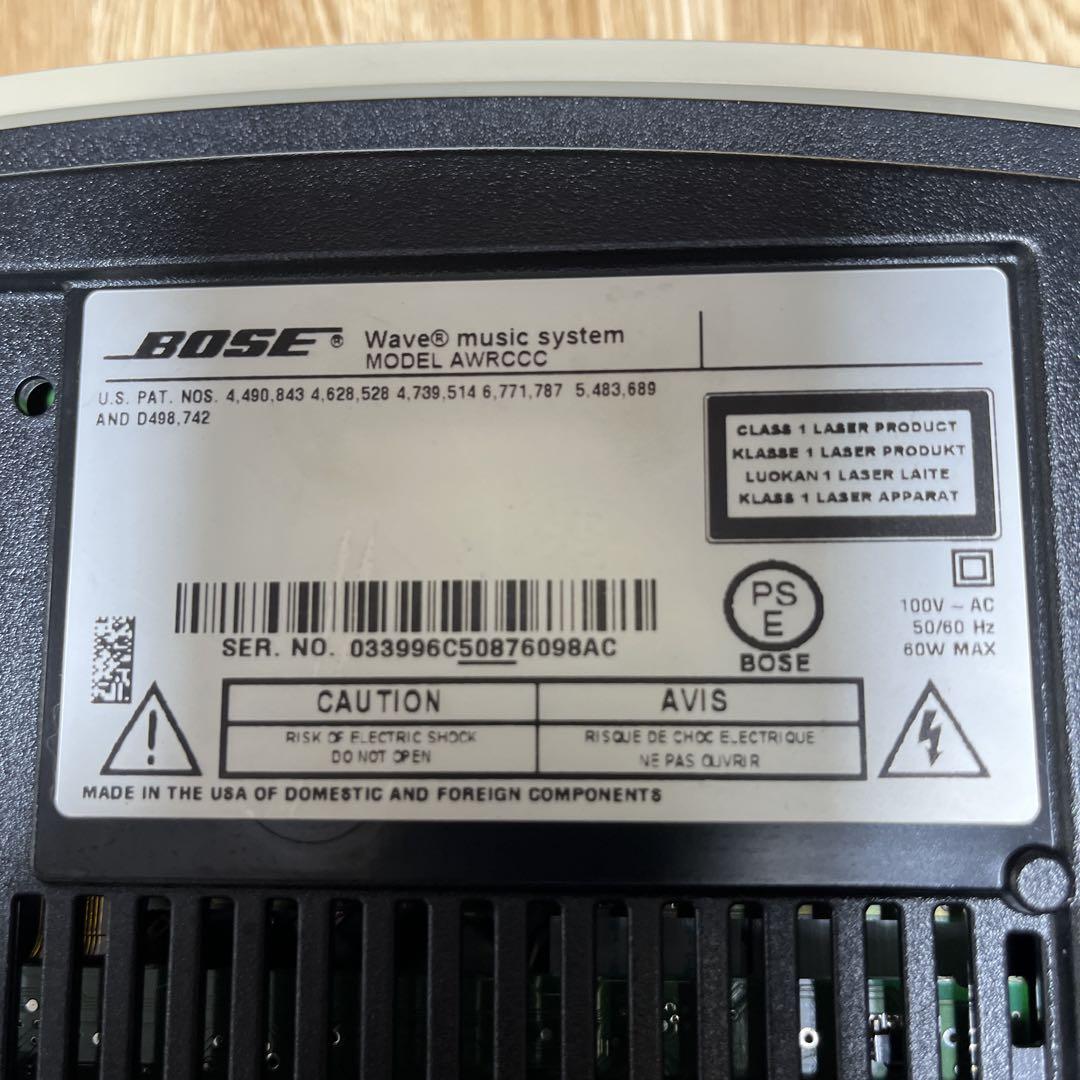 BOSE ® Wave® music system
MODEL AWRCCC
U.S. PAT. NOS. 4,490,843 4,628,528 4,739,514 6,771,787 5,483,689
AND D498,742
CLASS 1 LASER PRODUCT
KLASSE 1 LASER PRODUKT
LUOKAN 1 LASER LAITE
KLASS 1 LASER APPARAT
PS
E
BOSE
100V ~ AC
50/60 Hz
60W MAX
SER. NO. 033996C50876098AC
CAUTION
RISK OF ELECTRIC SHOCK
DO NOT OPEN
AVIS
RISQUE DE CHOC ELECTRIQUE
NE PAS OUVRIR
MADE IN THE USA OF DOMESTIC AND FOREIGN COMPONENTS